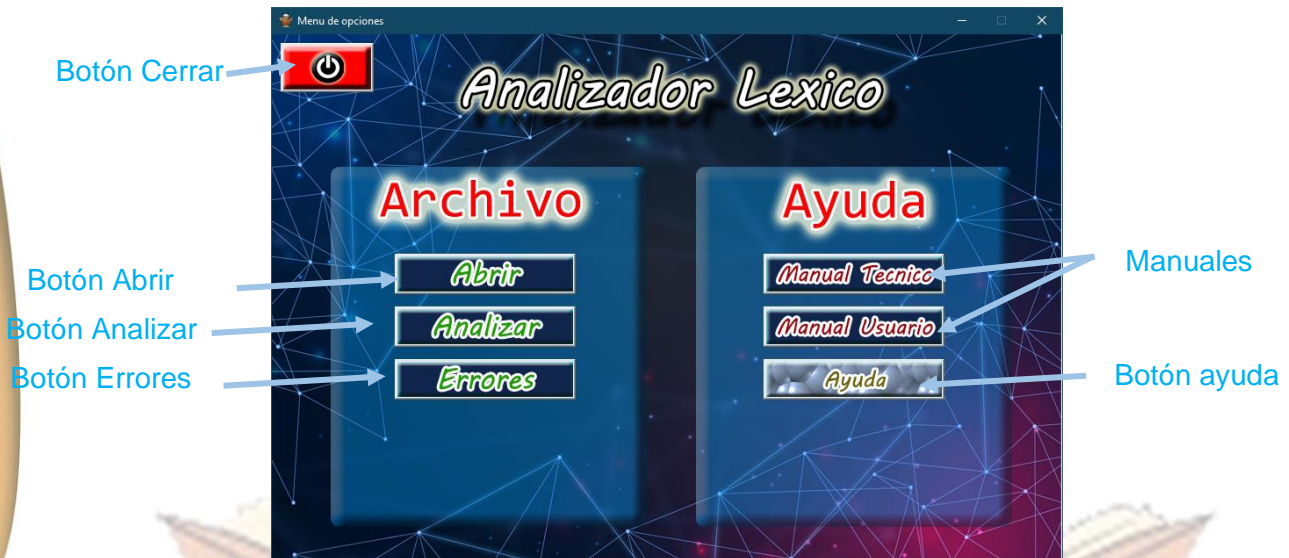 Menu de opciones
Botón Cerrar
Analizador Lexico
Archivo
Ayuda
Botón Abrir
Abrir
Manual Tecnico
Manuales
Botón Analizar
Analizar
Manual Usuario
Botón Errores
Errores
Ayuda
Botón ayuda